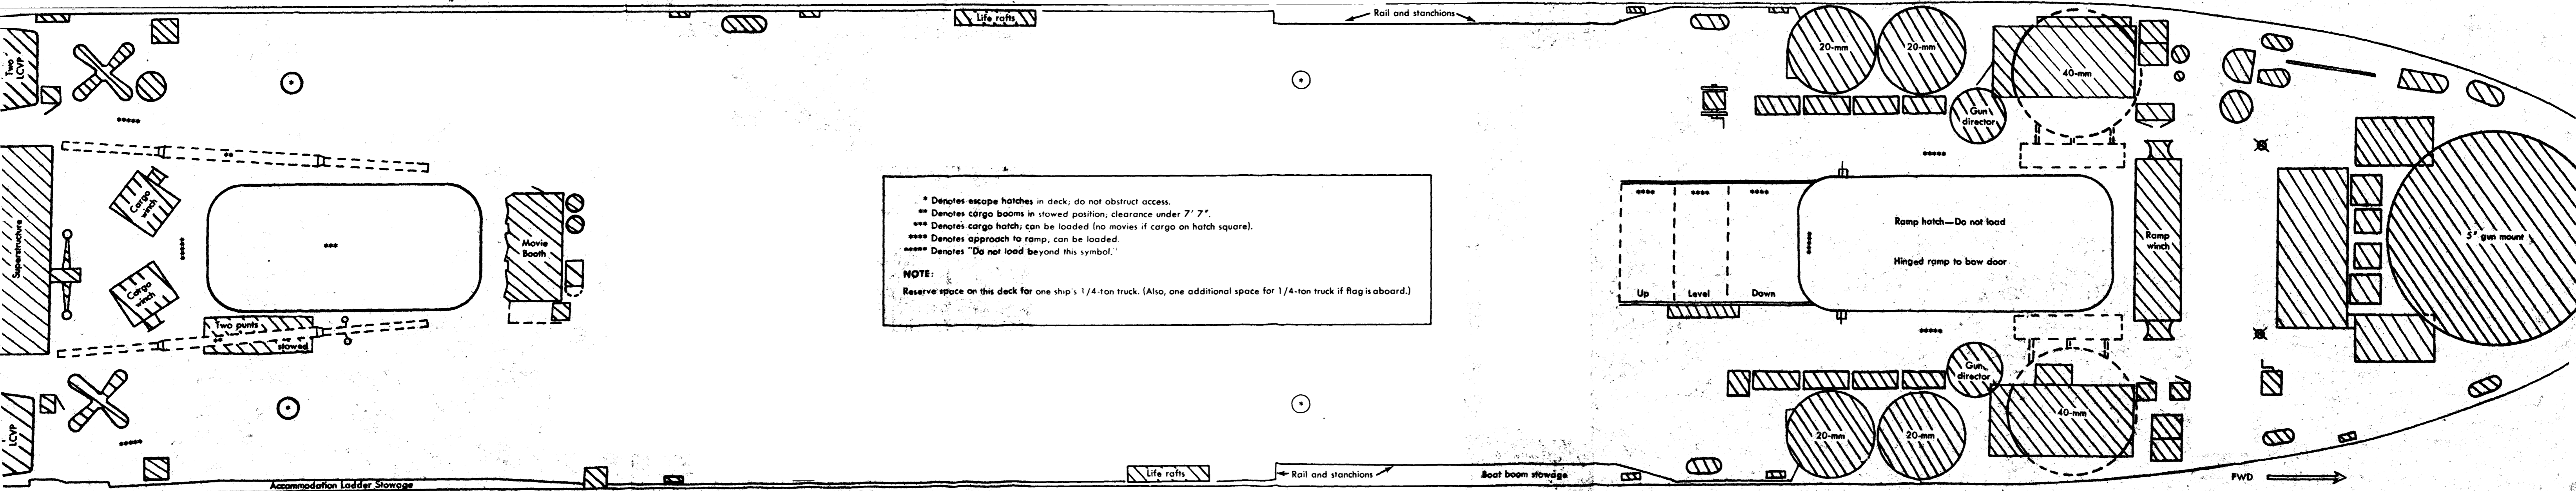 Life rafts
Rail and stanchions
Two
LCVP
20-mm
20-mm
40-mm
Gun
director
*****
*****
**
Cargo
winch
Superstructure
*****
***
Movie
Booth
* Denotes escape hatches in deck; do not obstruct access.
** Denotes cargo booms in stowed position; clearance under 7' 7".
*** Denotes cargo hatch; can be loaded (no movies if cargo on hatch square).
**** Denotes approach to ramp, can be loaded.
***** Denotes "Do not load beyond this symbol."
NOTE:
Reserve space on this deck for one ship's 1/4-ton truck. (Also, one additional space for 1/4-ton truck if flag is aboard.)
****
****
****
Up
Level
Down
*****
Ramp hatch—Do not load
Hinged ramp to bow door
Ramp
winch
5" gun mount
Cargo
winch
Two punts
**
stowed
*****
Gun
director
40-mm
20-mm
20-mm
LCVP
*****
Accommodation Ladder Stowage
Life rafts
Rail and stanchions
Boat boom stowage
FWD